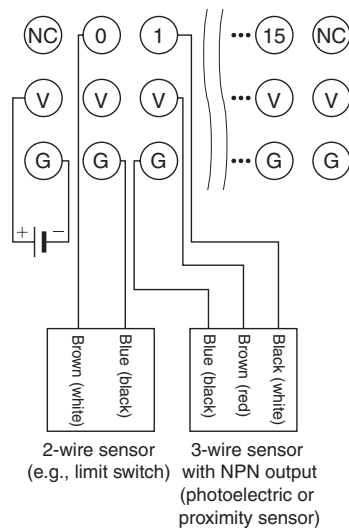 NC 0 1 ••• 15 NC
V V V ••• V V
G G G ••• G G
+ −
Brown (white)
Blue (black)
Blue (black)
Brown (red)
Black (white)
2-wire sensor
(e.g., limit switch)
3-wire sensor
with NPN output
(photoelectric or
proximity sensor)